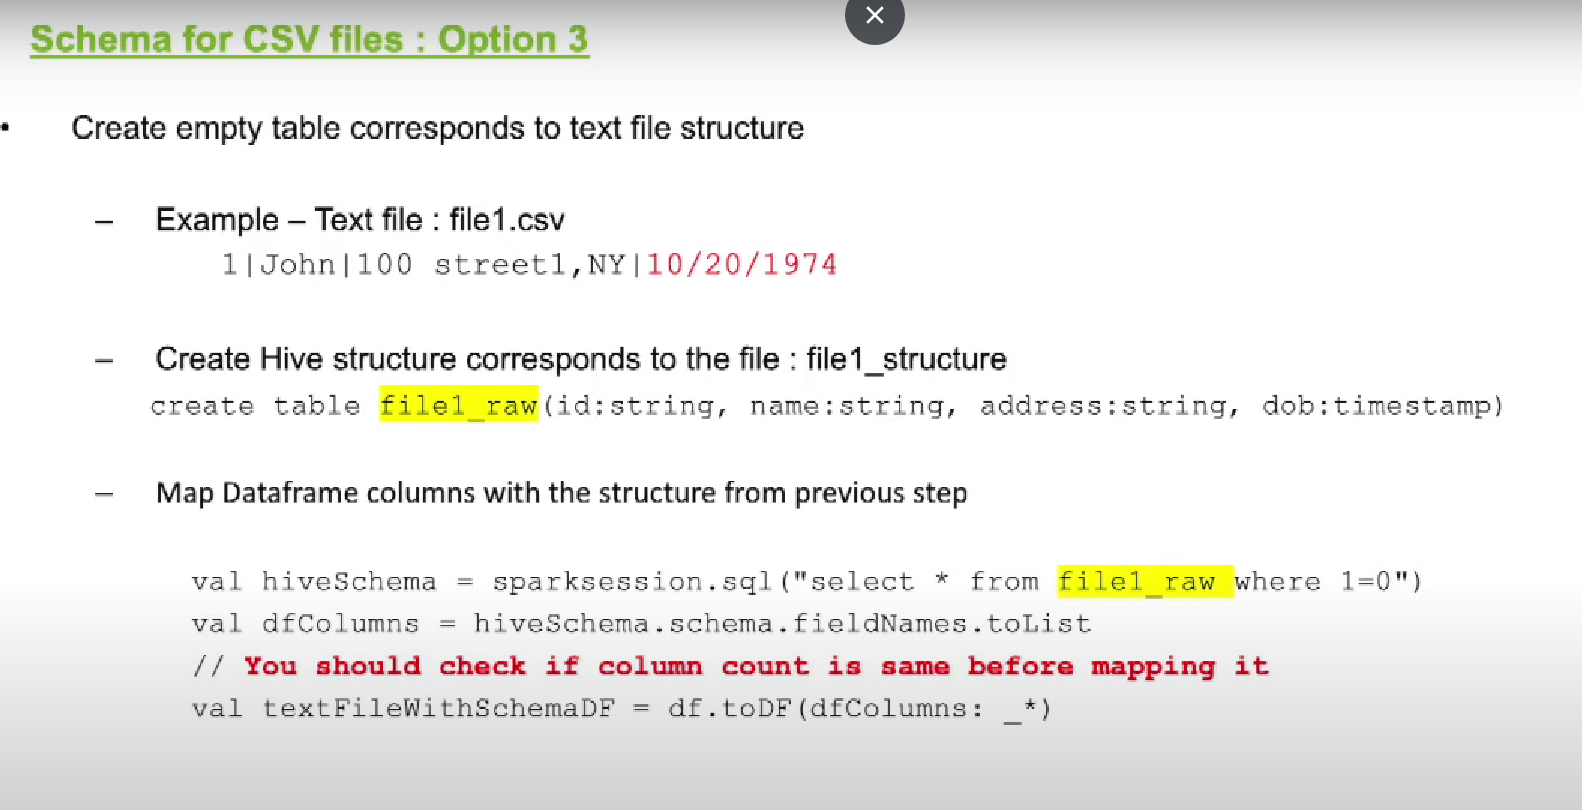 Schema for CSV files : Option 3
• Create empty table corresponds to text file structure
– Example – Text file : file1.csv
1|John|100 street1,NY|10/20/1974
– Create Hive structure corresponds to the file : file1_structure
create table file1_raw(id:string, name:string, address:string, dob:timestamp)
– Map Dataframe columns with the structure from previous step
val hiveSchema = sparksession.sql("select * from file1_raw where 1=0")
val dfColumns = hiveSchema.schema.fieldNames.toList
// You should check if column count is same before mapping it
val textFileWithSchemaDF = df.toDF(dfColumns: _*)